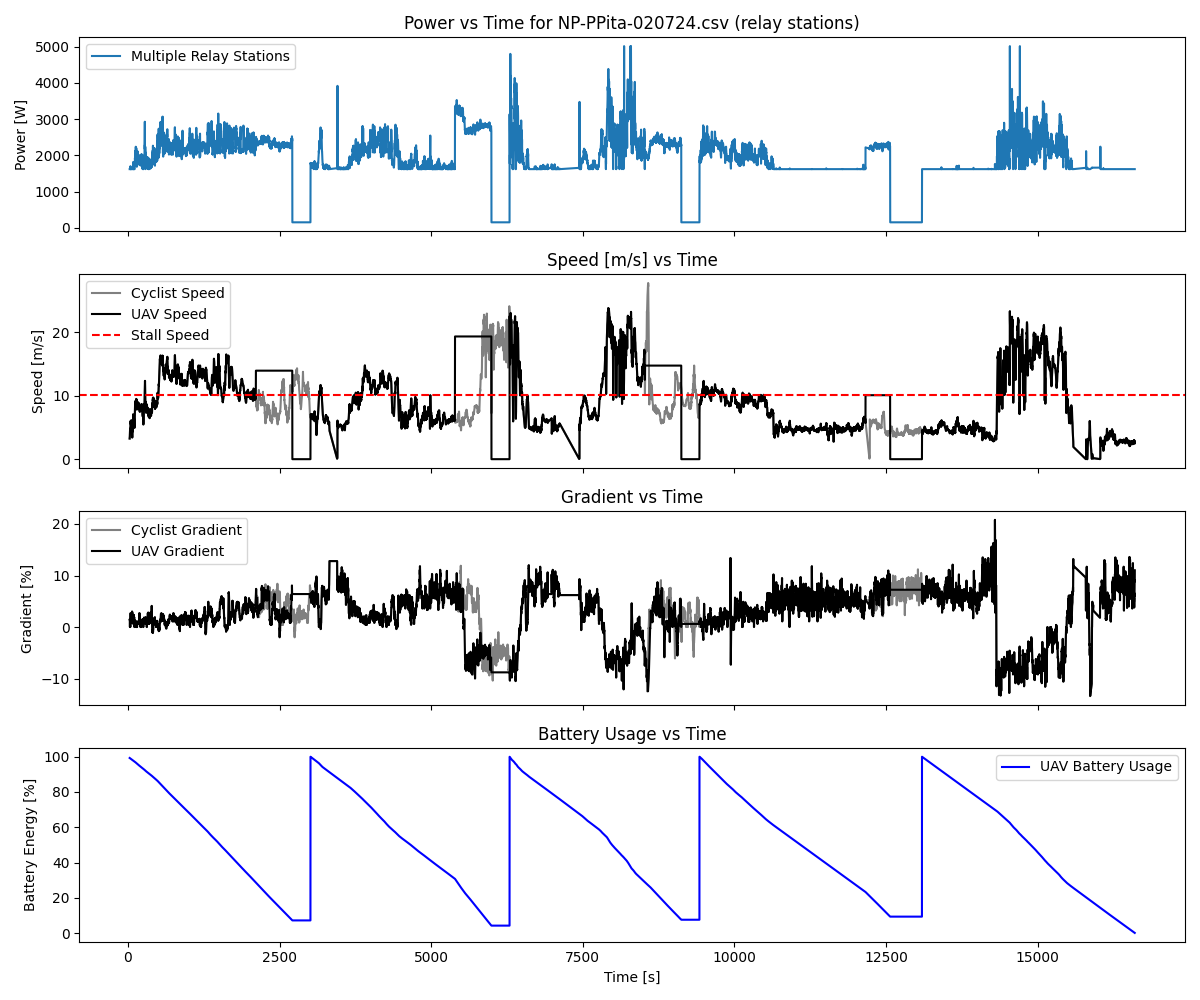 Power vs Time for NP-PPita-020724.csv (relay stations)
Power [W]
5000
4000
3000
2000
1000
0
Multiple Relay Stations
Speed [m/s] vs Time
Speed [m/s]
20
10
0
Cyclist Speed
UAV Speed
Stall Speed
Gradient vs Time
Gradient [%]
20
10
0
−10
Cyclist Gradient
UAV Gradient
Battery Usage vs Time
Battery Energy [%]
100
80
60
40
20
0
UAV Battery Usage
0 2500 5000 7500 10000 12500 15000
Time [s]